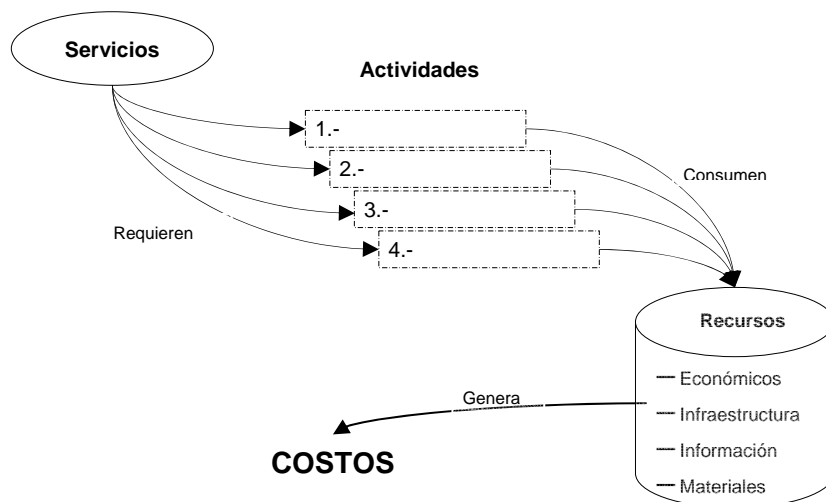 Servicios
Actividades
1.-
2.-
3.-
4.-
Consumen
Requieren
Recursos
Económicos
Infraestructura
Información
Materiales
Genera
COSTOS